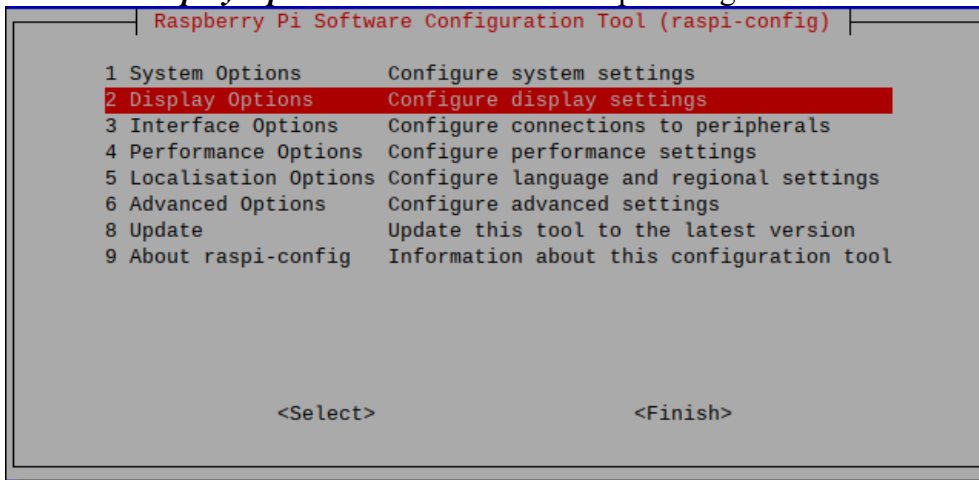 Raspberry Pi Software Configuration Tool (raspi-config)
1 System Options Configure system settings
2 Display Options Configure display settings
3 Interface Options Configure connections to peripherals
4 Performance Options Configure performance settings
5 Localisation Options Configure language and regional settings
6 Advanced Options Configure advanced settings
8 Update Update this tool to the latest version
9 About raspi-config Information about this configuration tool
<Select> <Finish>